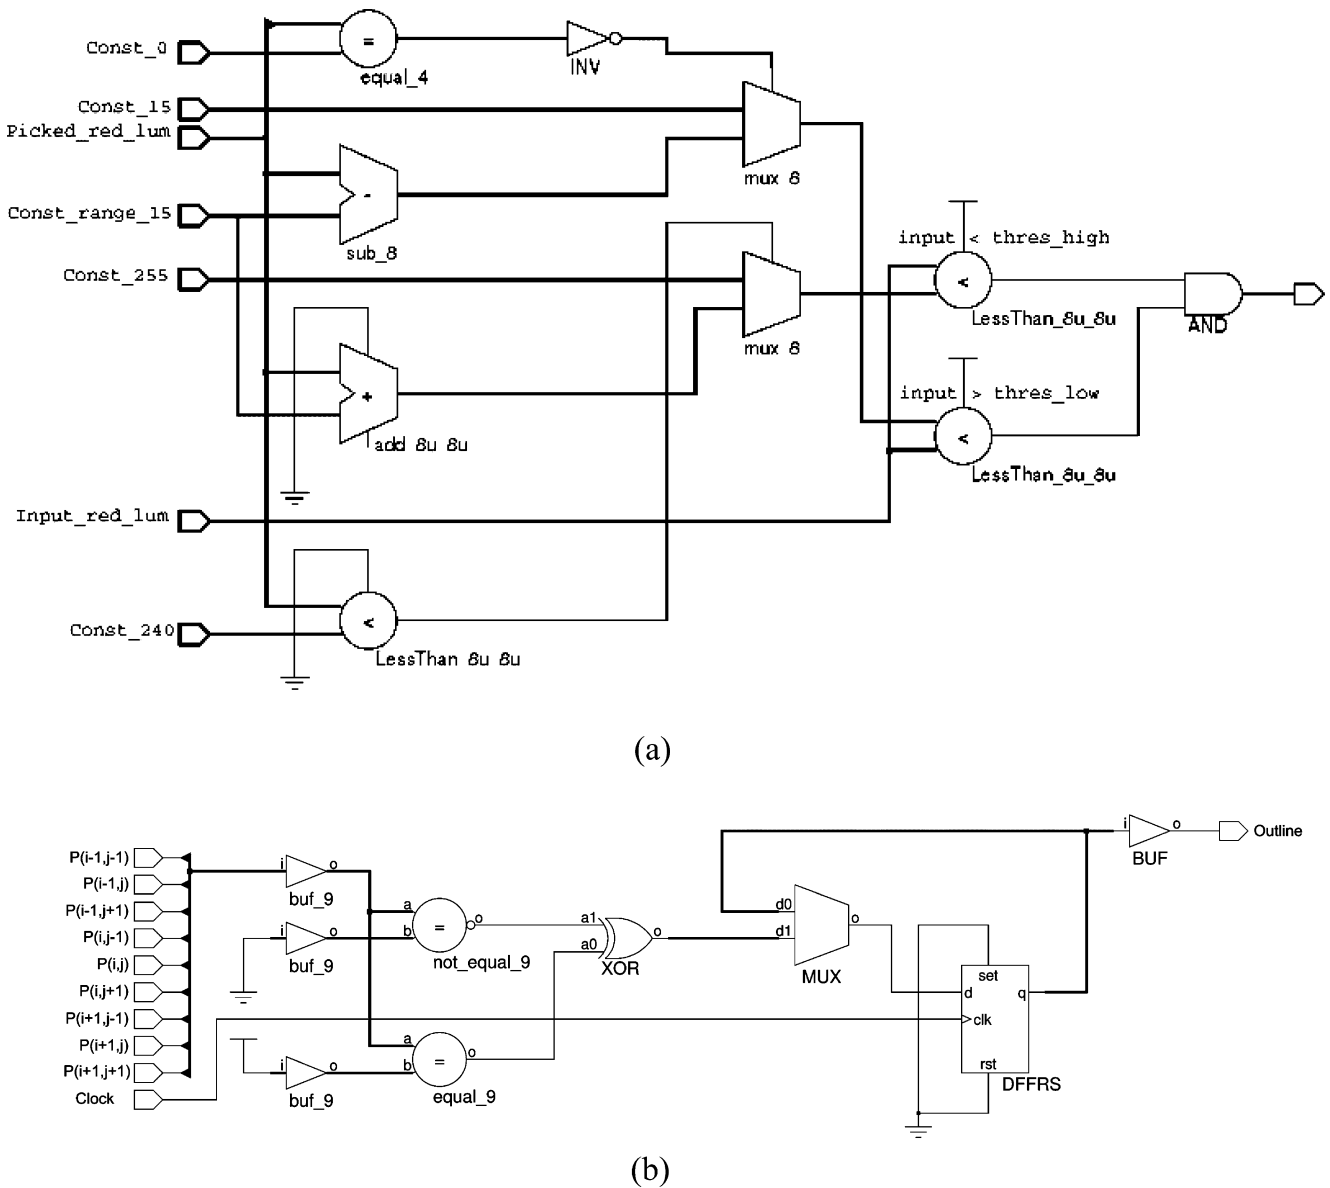 Const_0
=
equal_4
INV
Const_15
Picked_red_lum
mux 8
-
Const_range_15
sub_8
input < thres_high
Const_255
<
LessThan_8u_8u
AND
mux 8
input > thres_low
+
add 8u 8u
<
LessThan_8u_8u
Input_red_lum
<
Const_240
LessThan 8u 8u
(a)
i o
BUF
Outline
P(i-1,j-1)
P(i-1,j)
P(i-1,j+1)
P(i,j-1)
P(i,j)
P(i,j+1)
P(i+1,j-1)
P(i+1,j)
P(i+1,j+1)
Clock
i o
buf_9
i o
buf_9
i o
buf_9
a
b
=
o
not_equal_9
a
b
=
o
equal_9
a1
a0
o
XOR
d0
d1
o
MUX
set
d q
clk
rst
DFFRS
(b)